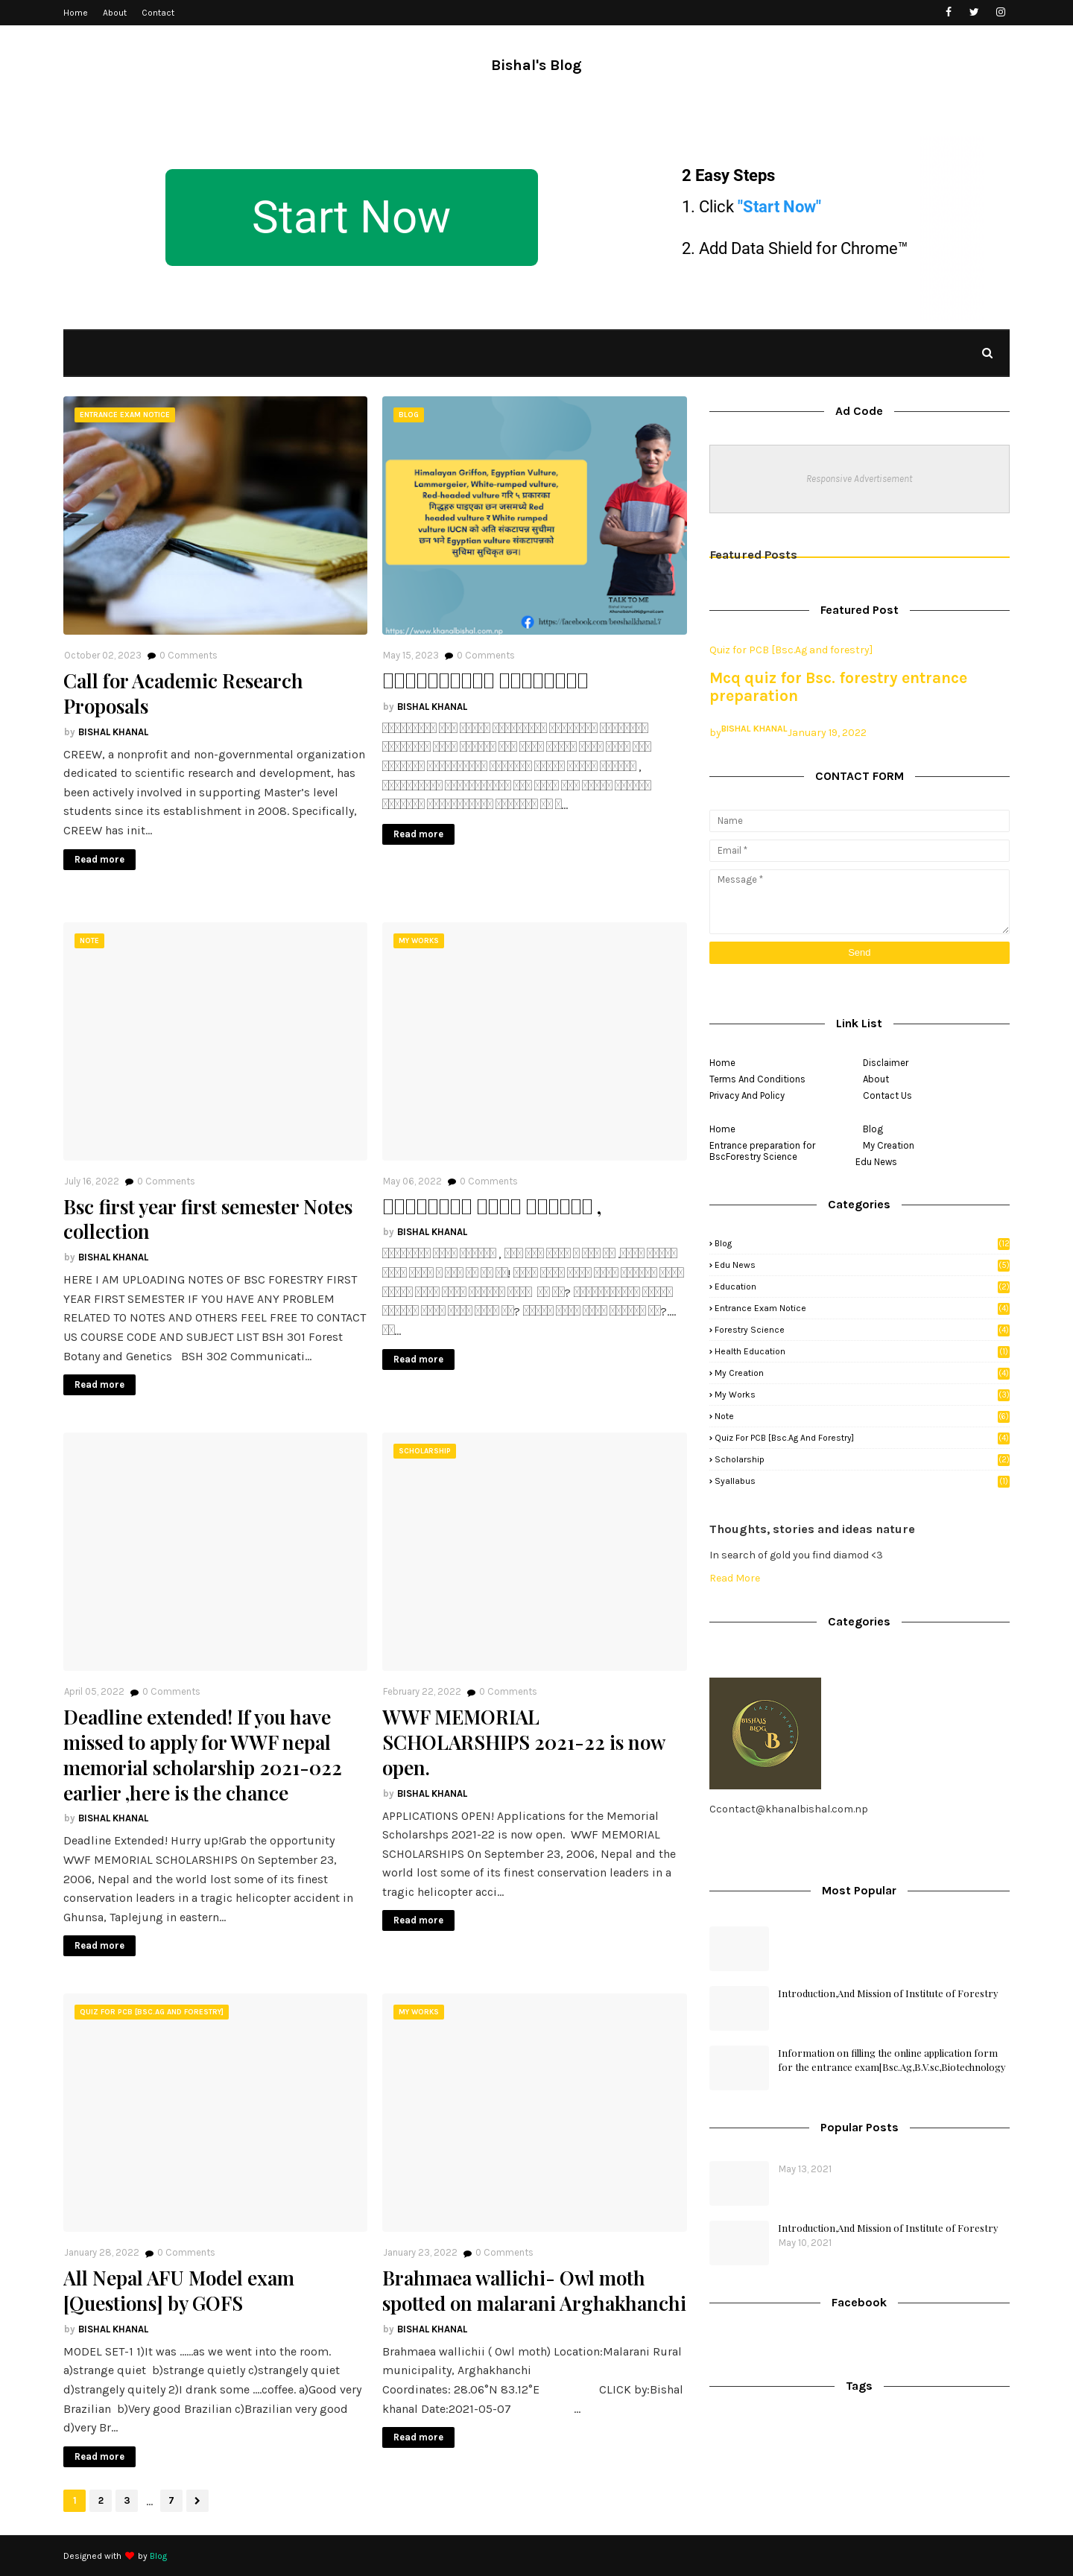 Home About Contact
Bishal's Blog
Start Now
2 Easy Steps
1. Click "Start Now"
2. Add Data Shield for Chrome™
ENTRANCE EXAM NOTICE
October 02, 2023 0 Comments
Call for Academic Research
Proposals
by BISHAL KHANAL
CREEW, a nonprofit and non-governmental organization
dedicated to scientific research and development, has
been actively involved in supporting Master's level
students since its establishment in 2008. Specifically,
CREEW has init...
Read more
BLOG
Himalayan Griffon, Egyptian Vulture,
Lammergeier, White-rumped vulture,
Red-headed vulture गरि ५ प्रकारका
गिद्धहरु पाइएका छन जसमध्ये Red
headed vulture र White rumped
vulture IUCN को अति संकटापन्न सुचीमा
छन भने Egyptian vulture संकटापन्नको
सुचिमा सुचिकृत छन।
TALK TO ME
https://facebook.com/beeshalkhanal.7
https://www.khanalbishal.com.np
May 15, 2023 0 Comments
by BISHAL KHANAL
Read more
NOTE
July 16, 2022 0 Comments
Bsc first year first semester Notes
collection
by BISHAL KHANAL
HERE I AM UPLOADING NOTES OF BSC FORESTRY FIRST
YEAR FIRST SEMESTER IF YOU HAVE ANY PROBLEM
RELATED TO NOTES AND OTHERS FEEL FREE TO CONTACT
US COURSE CODE AND SUBJECT LIST BSH 301 Forest
Botany and Genetics BSH 302 Communicati...
Read more
MY WORKS
May 06, 2022 0 Comments
by BISHAL KHANAL
Read more
April 05, 2022 0 Comments
Deadline extended! If you have
missed to apply for WWF nepal
memorial scholarship 2021-022
earlier ,here is the chance
by BISHAL KHANAL
Deadline Extended! Hurry up!Grab the opportunity
WWF MEMORIAL SCHOLARSHIPS On September 23,
2006, Nepal and the world lost some of its finest
conservation leaders in a tragic helicopter accident in
Ghunsa, Taplejung in eastern...
Read more
SCHOLARSHIP
February 22, 2022 0 Comments
WWF MEMORIAL
SCHOLARSHIPS 2021-22 is now
open.
by BISHAL KHANAL
APPLICATIONS OPEN! Applications for the Memorial
Scholarshps 2021-22 is now open. WWF MEMORIAL
SCHOLARSHIPS On September 23, 2006, Nepal and the
world lost some of its finest conservation leaders in a
tragic helicopter acci...
Read more
QUIZ FOR PCB [BSC.AG AND FORESTRY]
January 28, 2022 0 Comments
All Nepal AFU Model exam
[Questions] by GOFS
by BISHAL KHANAL
MODEL SET-1 1)It was ......as we went into the room.
a)strange quiet b)strange quietly c)strangely quiet
d)strangely quitely 2)I drank some ....coffee. a)Good very
Brazilian b)Very good Brazilian c)Brazilian very good
d)very Br...
Read more
MY WORKS
January 23, 2022 0 Comments
Brahmaea wallichi- Owl moth
spotted on malarani Arghakhanchi
by BISHAL KHANAL
Brahmaea wallichii ( Owl moth) Location:Malarani Rural
municipality, Arghakhanchi
Coordinates: 28.06°N 83.12°E CLICK by:Bishal
khanal Date:2021-05-07 ...
Read more
1 2 3 ... 7
Ad Code
Responsive Advertisement
Featured Posts
Featured Post
Quiz for PCB [Bsc.Ag and forestry]
Mcq quiz for Bsc. forestry entrance
preparation
by BISHAL KHANAL January 19, 2022
CONTACT FORM
Name
Email *
Message *
Send
Link List
Home Disclaimer
Terms And Conditions About
Privacy And Policy Contact Us
Home Blog
Entrance preparation for My Creation
BscForestry Science Edu News
Categories
Blog (12)
Edu News (5)
Education (2)
Entrance Exam Notice (4)
Forestry Science (4)
Health Education (1)
My Creation (4)
My Works (3)
Note (6)
Quiz For PCB [Bsc.Ag And Forestry] (4)
Scholarship (2)
Syallabus (1)
Thoughts, stories and ideas nature
In search of gold you find diamod <3
Read More
Categories
LAZY THINKER
BISHALS
BLOG
B
Ccontact@khanalbishal.com.np
Most Popular
Introduction,And Mission of Institute of Forestry
Information on filling the online application form
for the entrance exam[Bsc.Ag,B.V.sc,Biotechnology
Popular Posts
May 13, 2021
Introduction,And Mission of Institute of Forestry
May 10, 2021
Facebook
Tags
Designed with by Blog